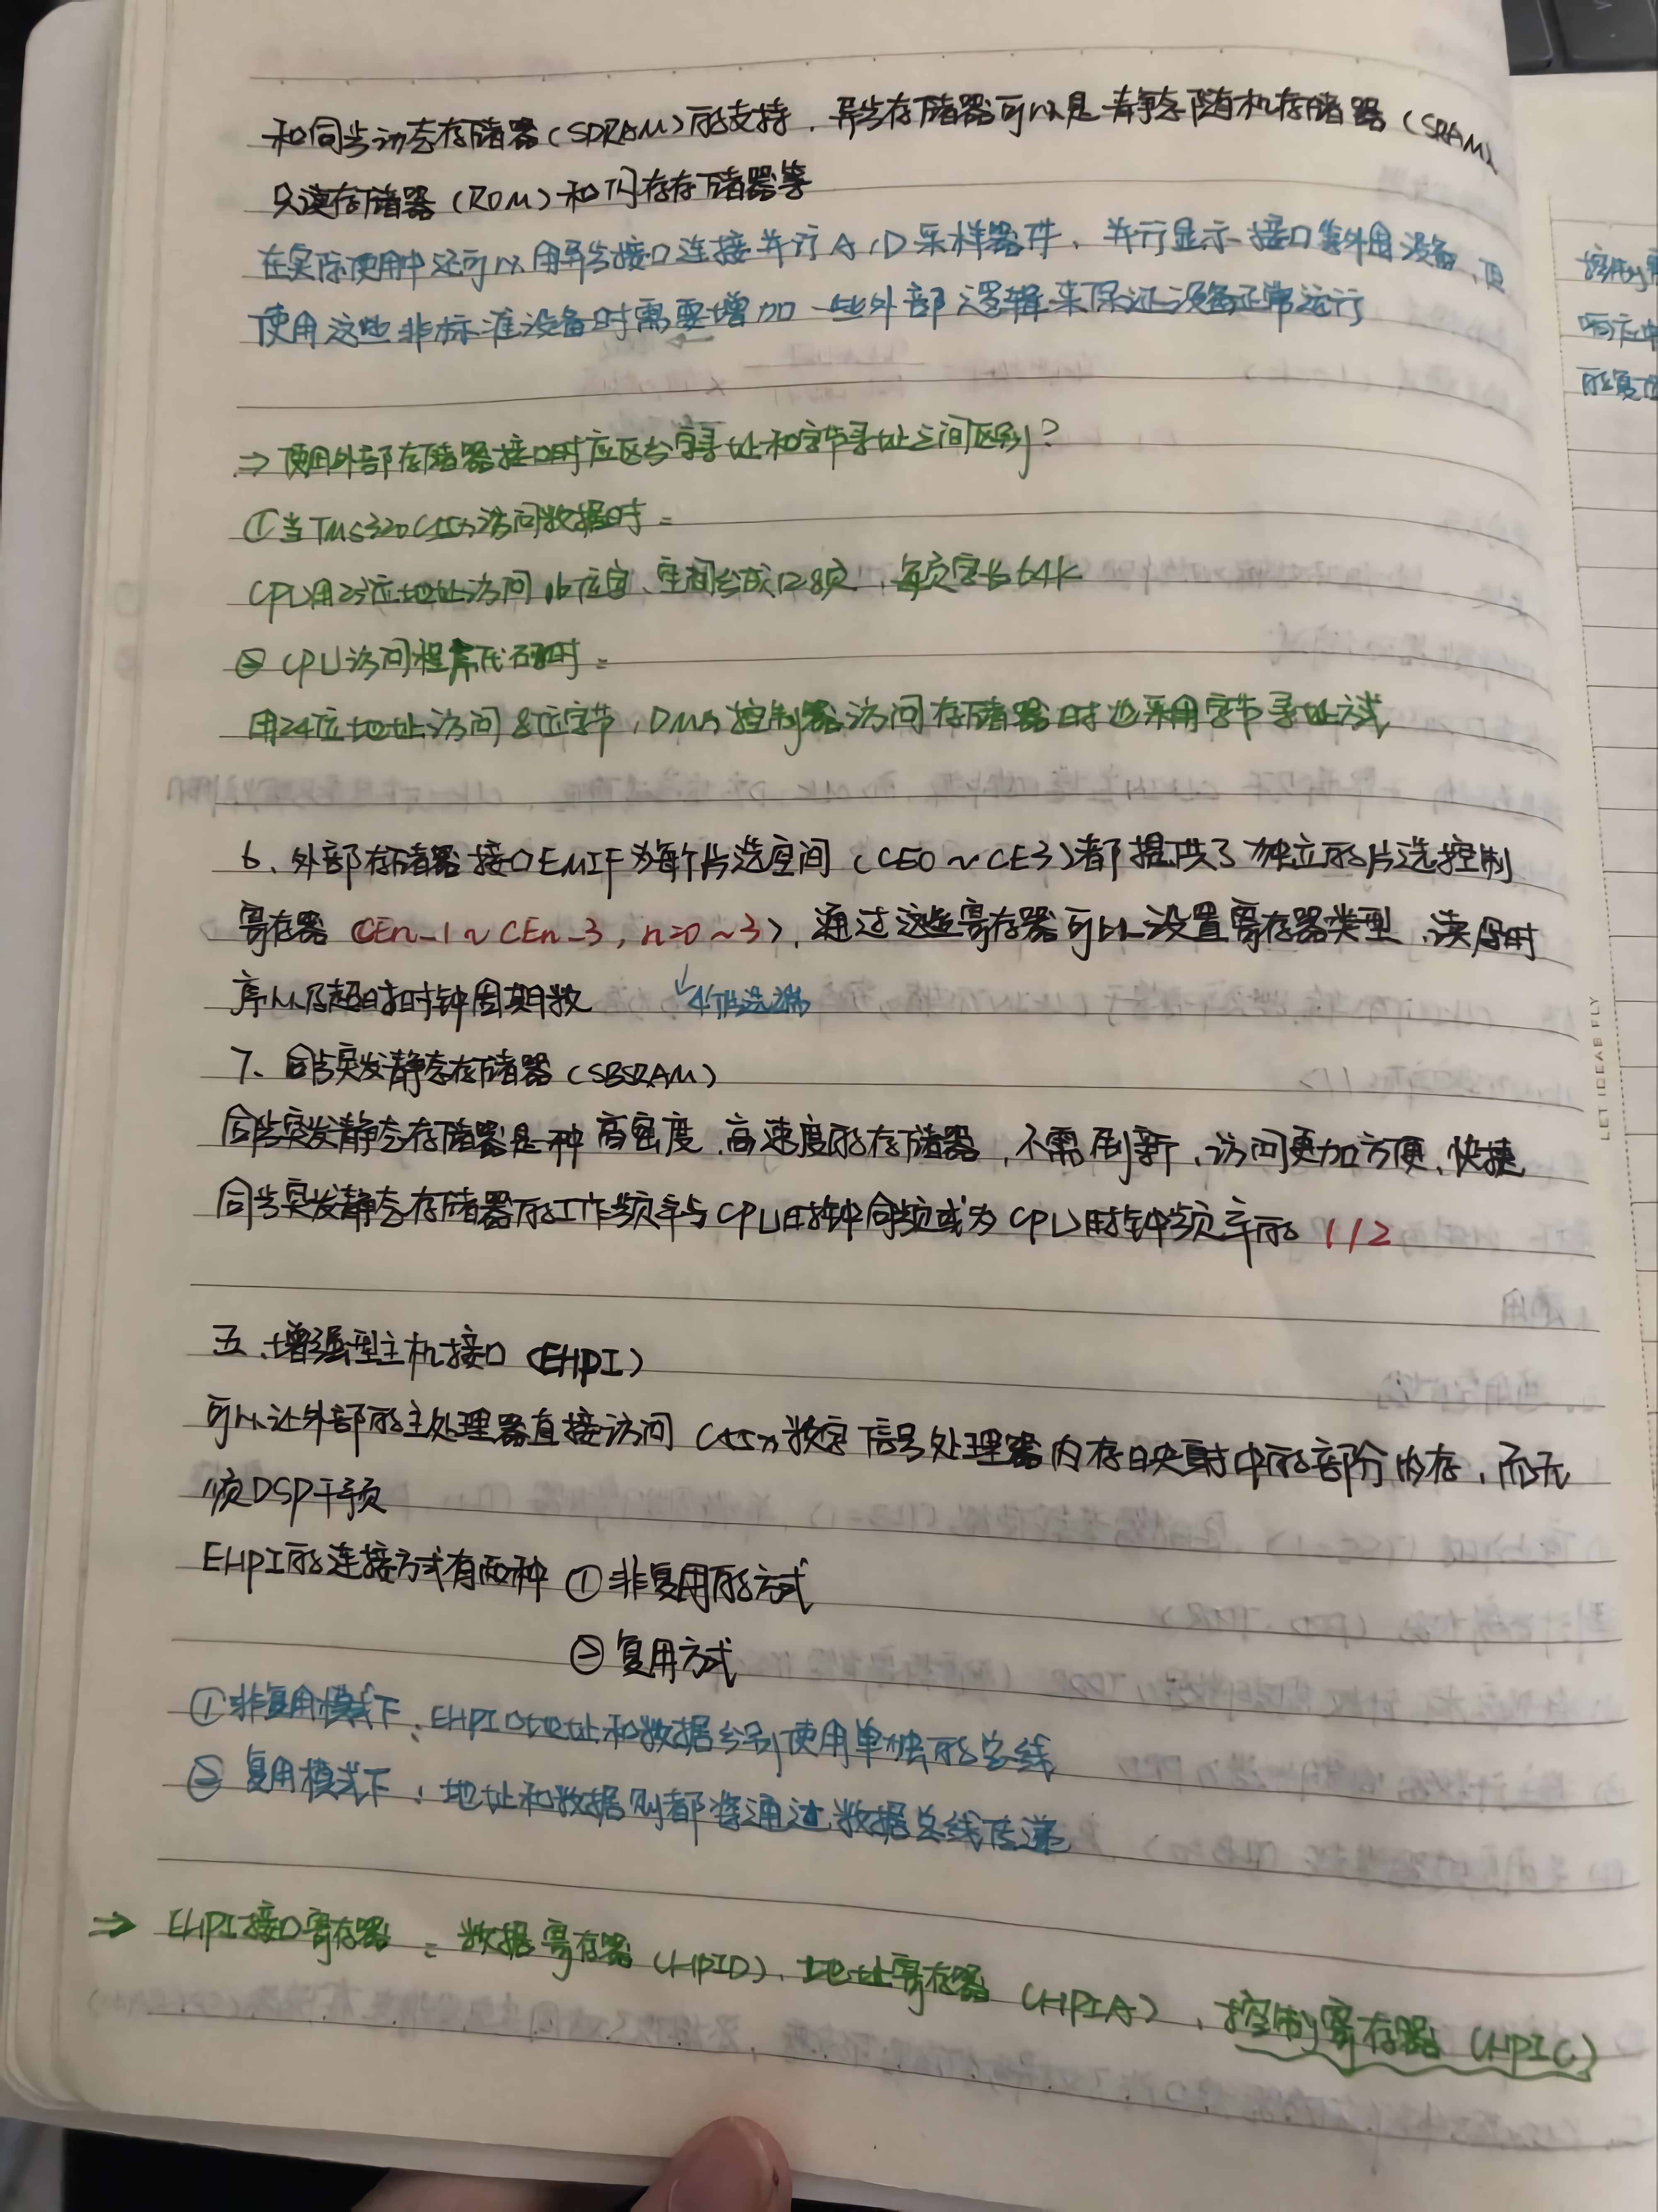 和同步动态存储器(SDRAM)的支持，异步存储器可以是静态随机存储器(SRAM)、
只读存储器(ROM)和闪存存储器等
在实际使用中还可以用异步接口连接并行A/D采样器件、并行显示接口等外围设备，但
使用这些非标准设备时需要增加一些外部逻辑来保证设备正常运行
⇒ 使用外部存储器接口时应区分字寻址和字节寻址之间区别？
①当TMS320C55x访问数据时：
CPU用23位地址访问16位字、空间分成128页，每页字长64K
② CPU访问程序代码时：
用24位地址访问8位字节，DMA控制器访问存储器时也采用字节寻址方式
6、外部存储器接口EMIF为每个片选空间(CE0~CE3)都提供了独立的片选控制
寄存器(CEn-1~CEn-3, n=0~3)，通过这些寄存器可以设置寄存器类型、读写时
序以及超时时钟周期数
4个片选端
7、同步突发静态存储器(SBSRAM)
同步突发静态存储器是一种高密度、高速度的存储器，不需刷新、访问更加方便、快捷
同步突发静态存储器的工作频率与CPU时钟同频或为CPU时钟频率的1/2
五、增强型主机接口(EHPI)
可以让外部的主处理器直接访问C55x数字信号处理器内存映射中的部分内存，而无
须DSP干预
EHPI的连接方式有两种 ①非复用的方式
② 复用方式
①非复用模式下：EHPI口地址和数据分别使用单独的总线
② 复用模式下：地址和数据则都将通过数据总线传递
⇒ EHPI接口寄存器：数据寄存器(HPID)、地址寄存器(HPIA)、控制寄存器(HPIC)
LET IDEAS FLY